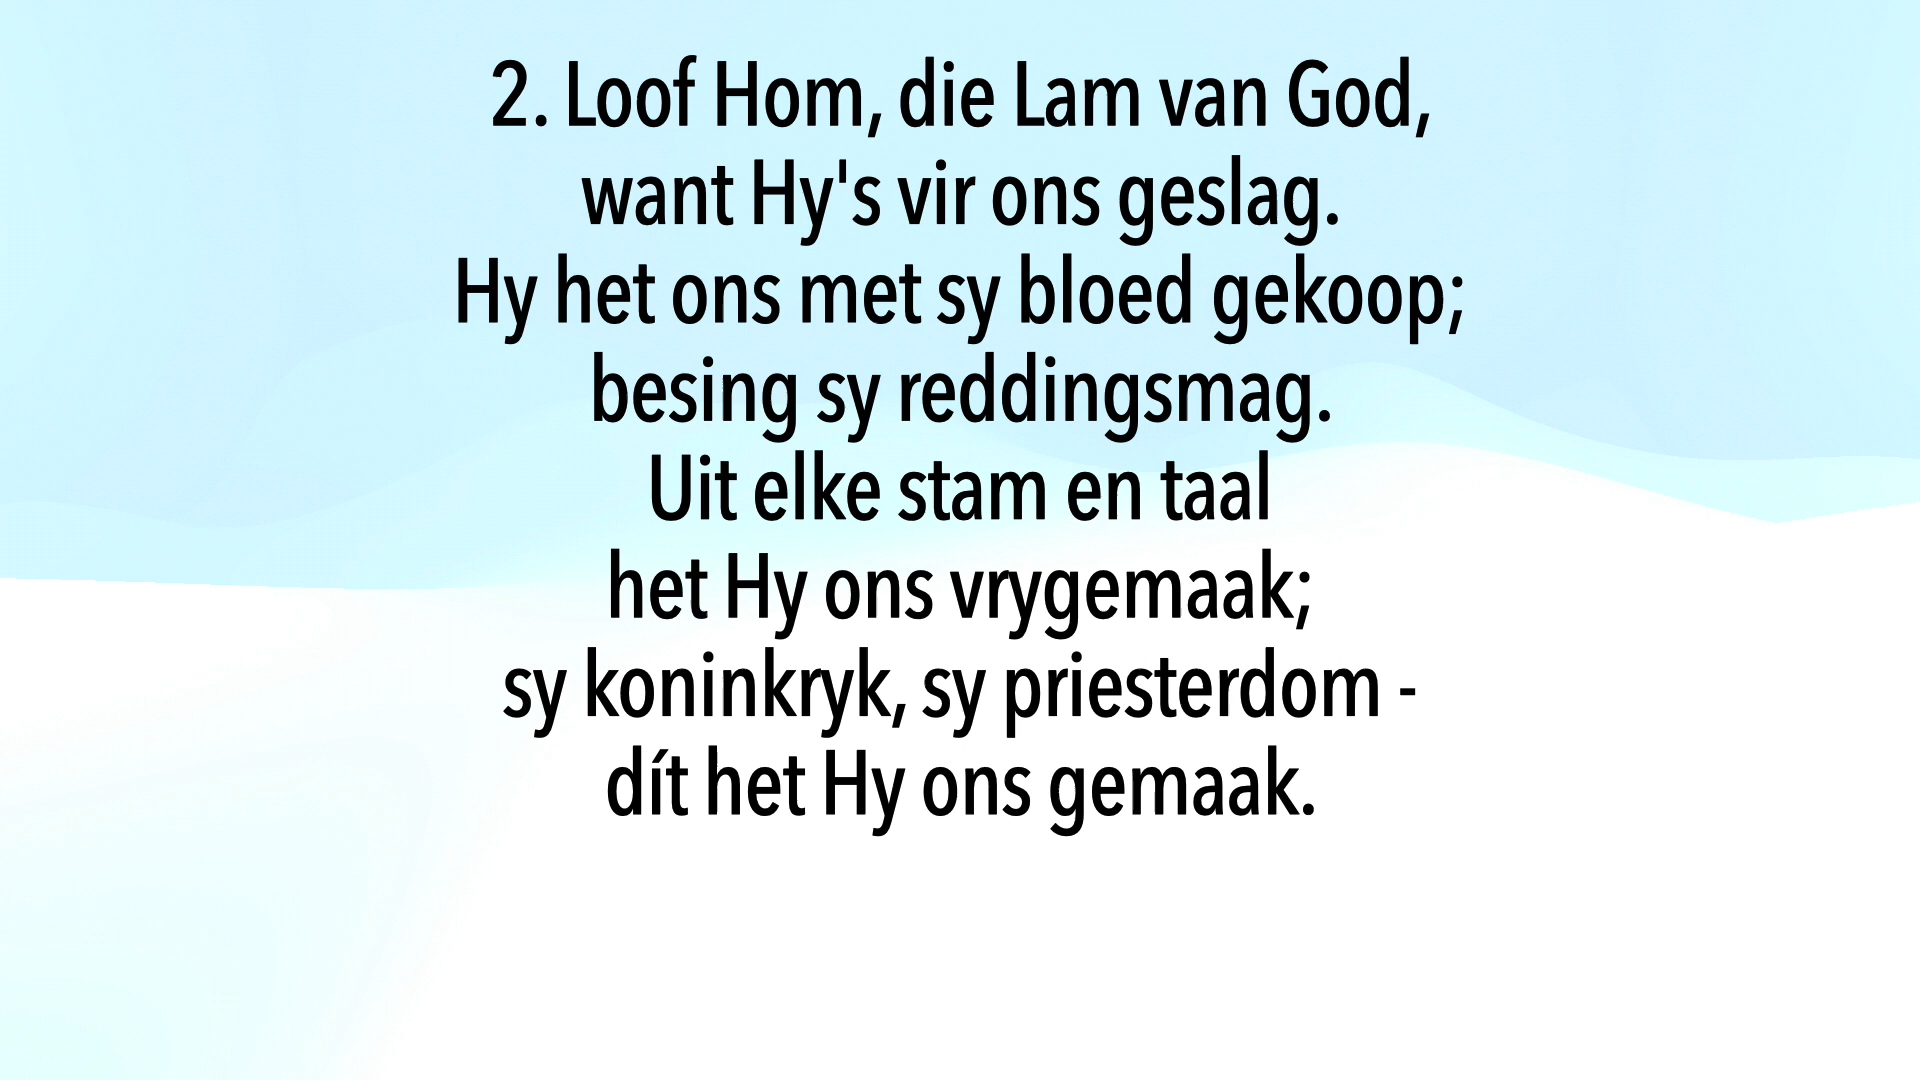 2. Loof Hom, die Lam van God,
want Hy's vir ons geslag.
Hy het ons met sy bloed gekoop;
besing sy reddingsmag.
Uit elke stam en taal
het Hy ons vrygemaak;
sy koninkryk, sy priesterdom -
dít het Hy ons gemaak.